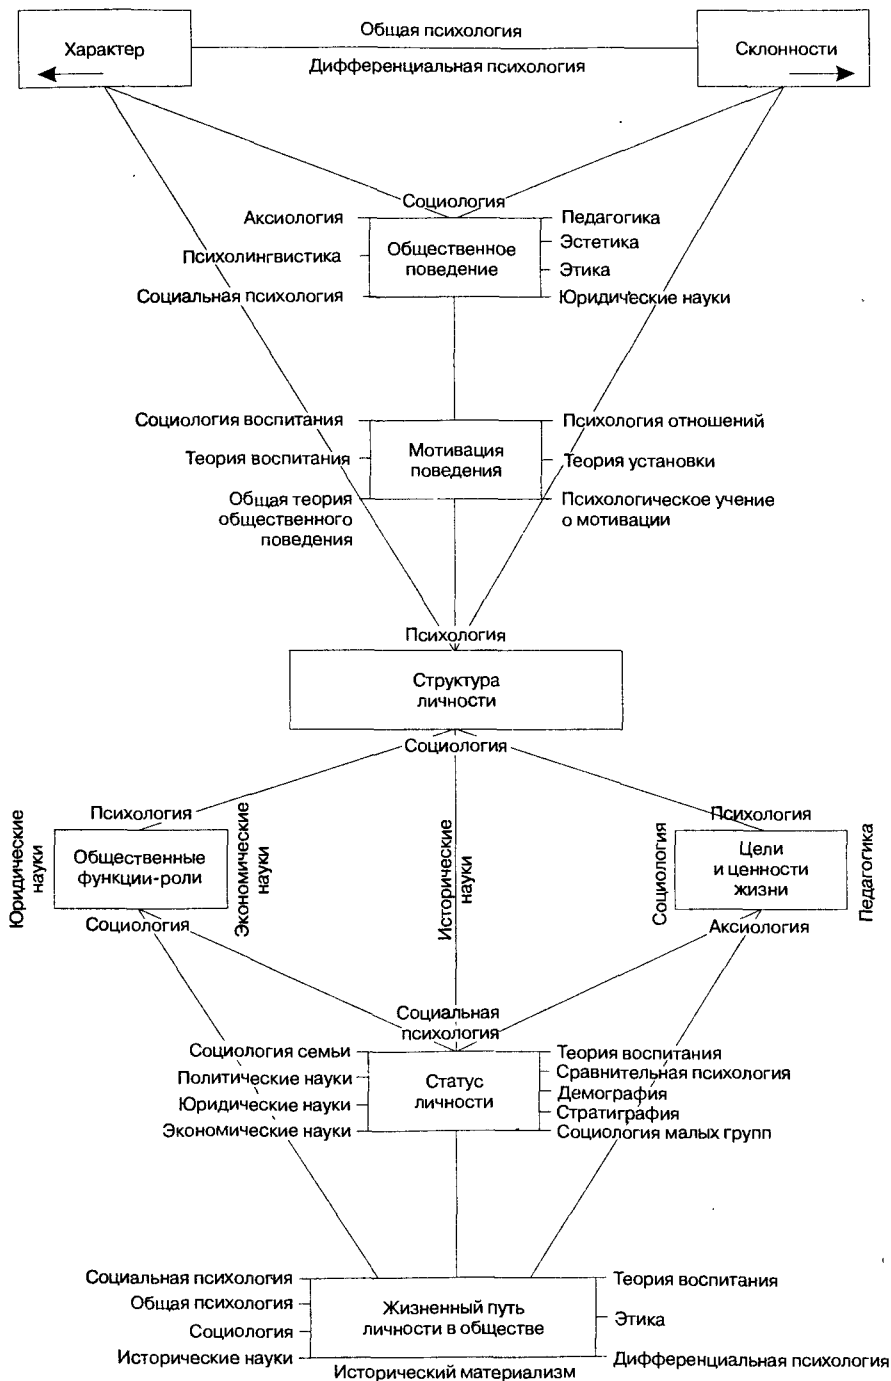 Характер
Общая психология
Дифференциальная психология
Склонности
Социология
Аксиология
Психолингвистика
Социальная психология
Общественное
поведение
Педагогика
Эстетика
Этика
Юридические науки
Социология воспитания
Теория воспитания
Общая теория
общественного
поведения
Мотивация
поведения
Психология отношений
Теория установки
Психологическое учение
о мотивации
Психология
Структура
личности
Социология
Юридические
науки
Психология
Общественные
функции-роли
Социология
Экономические
науки
Исторические
науки
Социология
Психология
Цели
и ценности
жизни
Аксиология
Педагогика
Социальная
психология
Социология семьи
Политические науки
Юридические науки
Экономические науки
Статус
личности
Теория воспитания
Сравнительная психология
Демография
Стратиграфия
Социология малых групп
Социальная психология
Общая психология
Социология
Исторические науки
Жизненный путь
личности в обществе
Теория воспитания
Этика
Дифференциальная психология
Исторический материализм